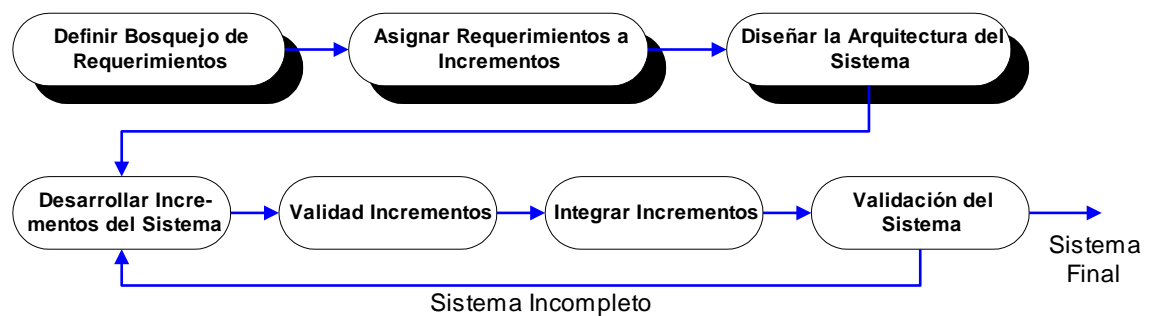 Definir Bosquejo de
Requerimientos
Asignar Requerimientos a
Incrementos
Diseñar la Arquitectura del
Sistema
Desarrollar Incre-
mentos del Sistema
Validad Incrementos
Integrar Incrementos
Validación del
Sistema
Sistema
Final
Sistema Incompleto